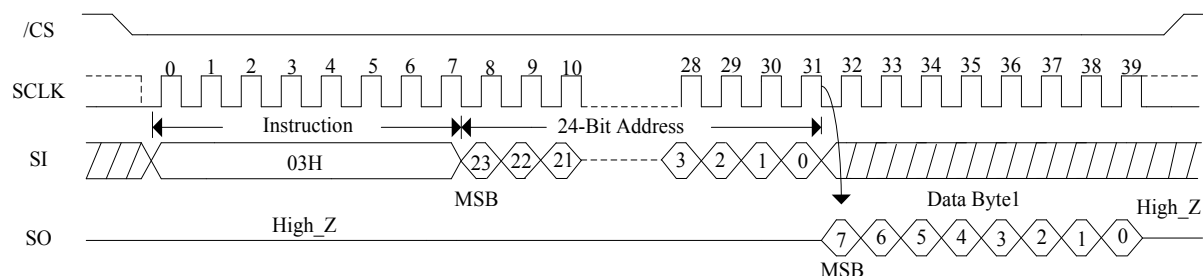 /CS
SCLK 0 1 2 3 4 5 6 7 8 9 10 28 29 30 31 32 33 34 35 36 37 38 39
Instruction 24-Bit Address
SI 03H 23 22 21 3 2 1 0
MSB Data Byte1
High_Z High_Z
SO 7 6 5 4 3 2 1 0
MSB